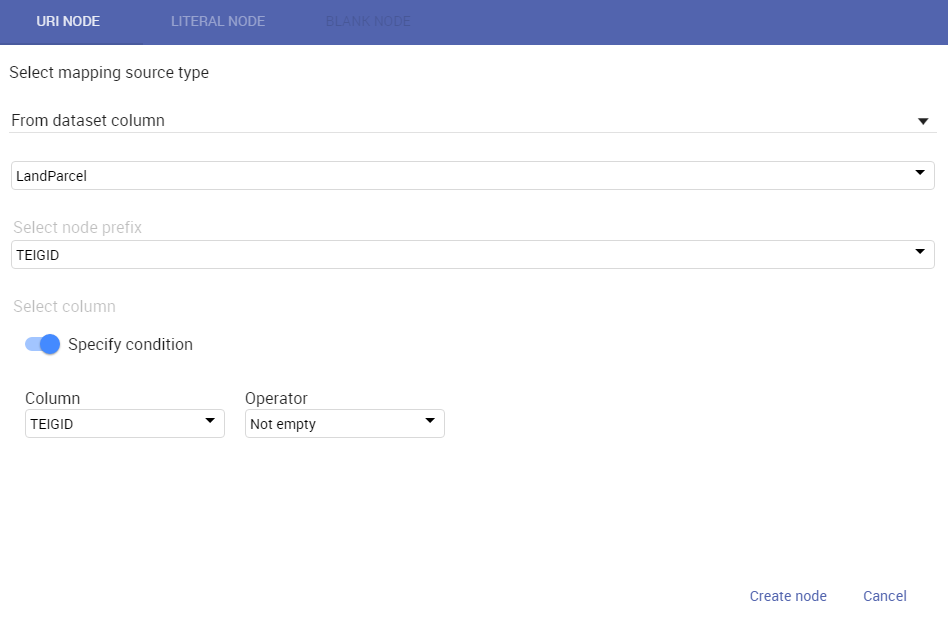 URI NODE LITERAL NODE BLANK NODE
Select mapping source type
From dataset column
LandParcel
Select node prefix
TEIGID
Select column
Specify condition
Column Operator
TEIGID Not empty
Create node Cancel